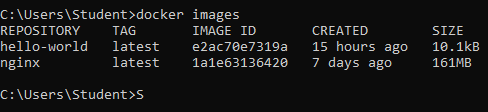 C:\Users\Student>docker images
REPOSITORY    TAG       IMAGE ID       CREATED        SIZE
hello-world   latest    e2ac70e7319a   15 hours ago   10.1kB
nginx         latest    1a1e63136420   7 days ago     161MB
C:\Users\Student>S